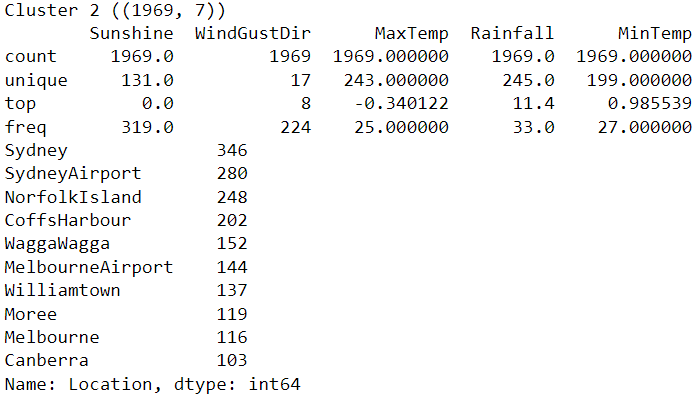 Cluster 2 ((1969, 7))
Sunshine WindGustDir MaxTemp Rainfall MinTemp
count 1969.0 1969 1969.000000 1969.0 1969.000000
unique 131.0 17 243.000000 245.0 199.000000
top 0.0 8 -0.340122 11.4 0.985539
freq 319.0 224 25.000000 33.0 27.000000
Sydney 346
SydneyAirport 280
NorfolkIsland 248
CoffsHarbour 202
WaggaWagga 152
MelbourneAirport 144
Williamtown 137
Moree 119
Melbourne 116
Canberra 103
Name: Location, dtype: int64